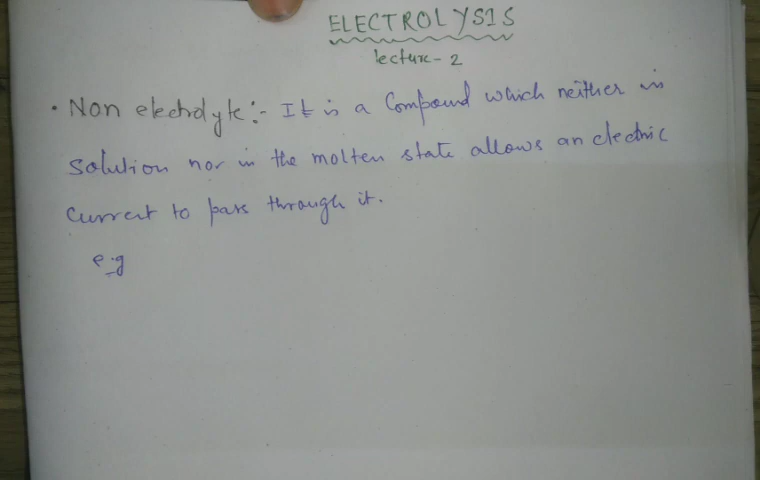 ELECTROLYSIS
lecture - 2
• Non electrolyte :- It is a Compound which neither in
solution nor in the molten state allows an electric
current to pass through it.
e.g